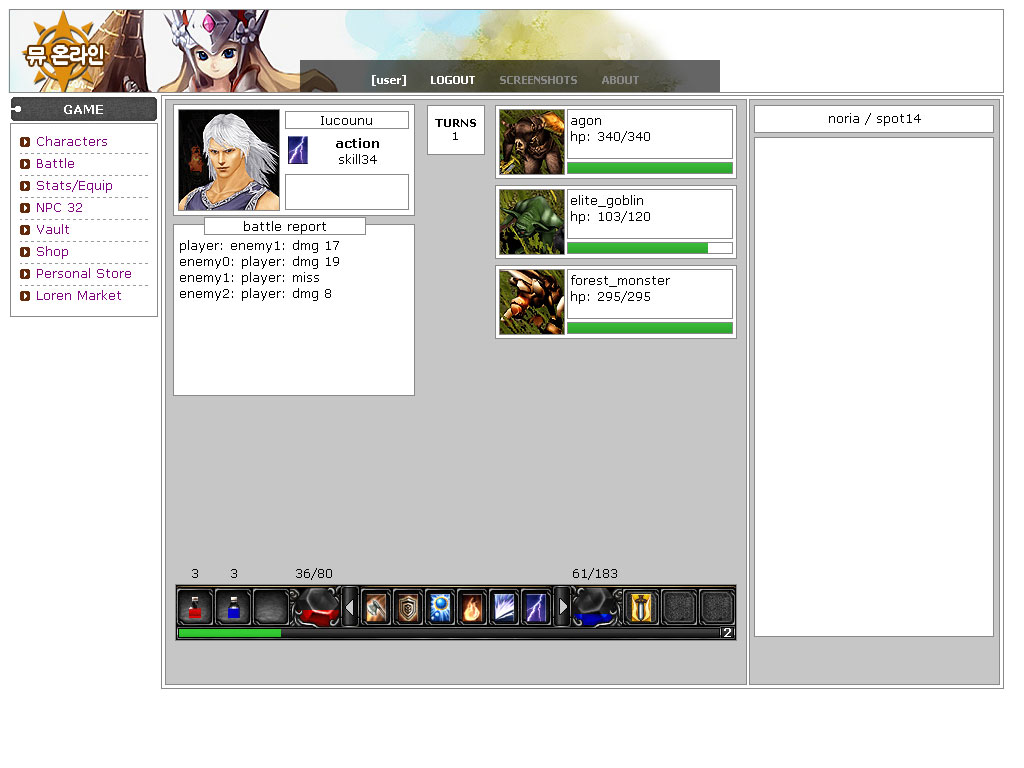 뮤 온라인
[user] LOGOUT SCREENSHOTS ABOUT
GAME
Characters
Battle
Stats/Equip
NPC 32
Vault
Shop
Personal Store
Loren Market
Iucounu
action
skill34
battle report
player: enemy1: dmg 17
enemy0: player: dmg 19
enemy1: player: miss
enemy2: player: dmg 8
TURNS
1
agon
hp: 340/340
elite_goblin
hp: 103/120
forest_monster
hp: 295/295
noria / spot14
3 3 36/80 61/183
2